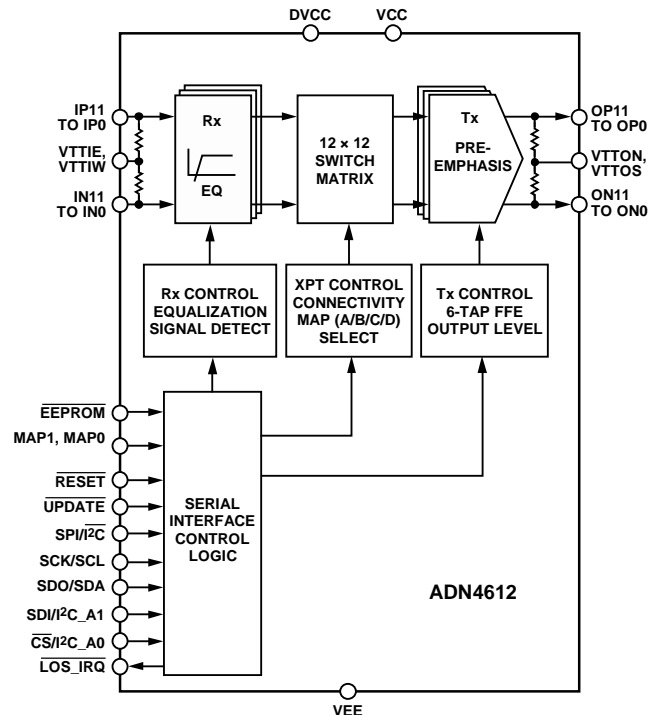 DVCC
VCC
IP11
TO IP0
VTTIE,
VTTIW
IN11
TO IN0
Rx
EQ
12 × 12
SWITCH
MATRIX
Tx
PRE-
EMPHASIS
OP11
TO OP0
VTTON,
VTTOS
ON11
TO ON0
Rx CONTROL
EQUALIZATION
SIGNAL DETECT
XPT CONTROL
CONNECTIVITY
MAP (A/B/C/D)
SELECT
Tx CONTROL
6-TAP FFE
OUTPUT LEVEL
EEPROM
MAP1, MAP0
RESET
UPDATE
SPI/I²C
SCK/SCL
SDO/SDA
SDI/I²C_A1
CS/I²C_A0
LOS_IRQ
SERIAL
INTERFACE
CONTROL
LOGIC
ADN4612
VEE